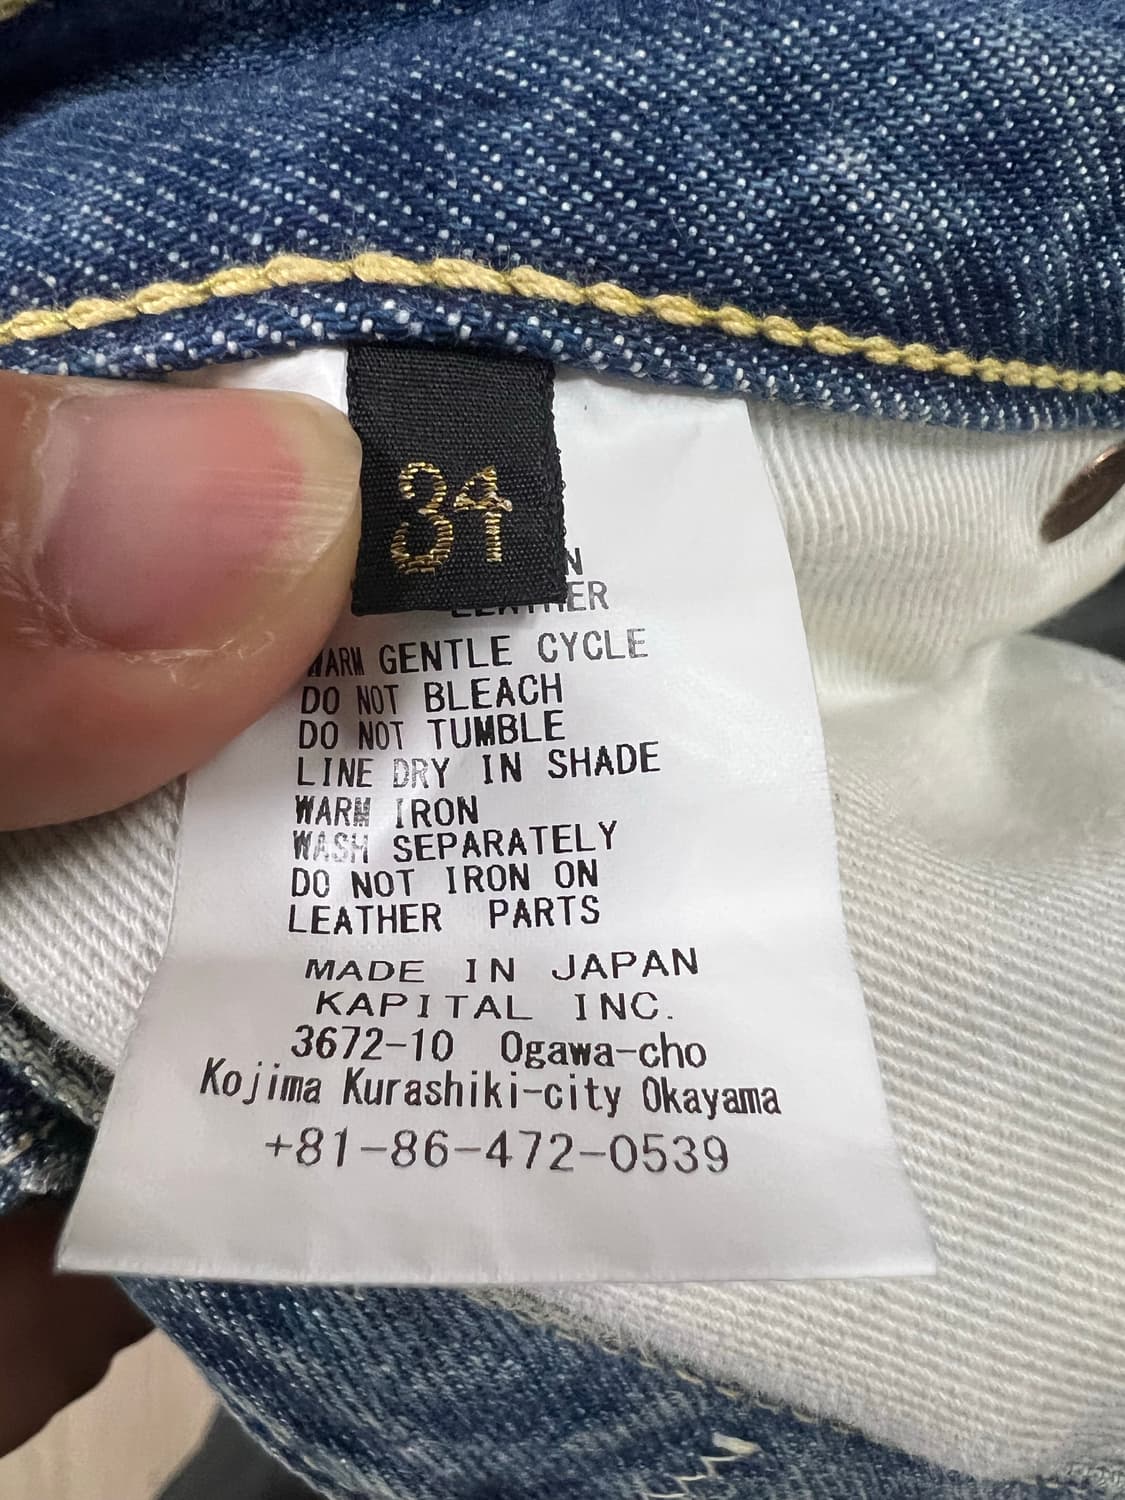 34
WARM GENTLE CYCLE
DO NOT BLEACH
DO NOT TUMBLE
LINE DRY IN SHADE
WARM IRON
WASH SEPARATELY
DO NOT IRON ON
LEATHER PARTS
MADE IN JAPAN
KAPITAL INC.
3672-10 Ogawa-cho
Kojima Kurashiki-city Okayama
+81-86-472-0539